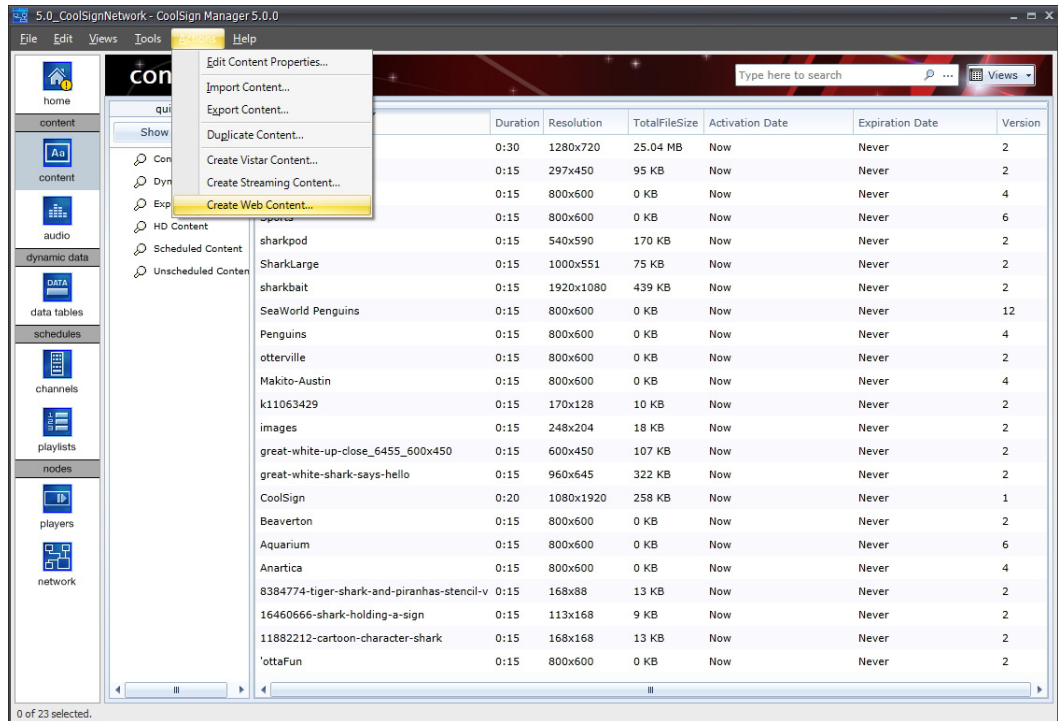 5.0_CoolSignNetwork - CoolSign Manager 5.0.0
File Edit Views Tools Actions Help
Edit Content Properties...
Import Content...
Export Content...
Duplicate Content...
Create Vistar Content...
Create Streaming Content...
Create Web Content...
con
Type here to search ... Views
home
content
content
audio
dynamic data
DATA
data tables
schedules
channels
playlists
nodes
players
network
qui
Show
Con
Dyn
Exp
HD Content
Scheduled Content
Unscheduled Conten
Duration Resolution TotalFileSize Activation Date Expiration Date Version
0:30 1280x720 25.04 MB Now Never 2
0:15 297x450 95 KB Now Never 2
0:15 800x600 0 KB Now Never 4
Sports 0:15 800x600 0 KB Now Never 6
sharkpod 0:15 540x590 170 KB Now Never 2
SharkLarge 0:15 1000x551 75 KB Now Never 2
sharkbait 0:15 1920x1080 439 KB Now Never 2
SeaWorld Penguins 0:15 800x600 0 KB Now Never 12
Penguins 0:15 800x600 0 KB Now Never 4
otterville 0:15 800x600 0 KB Now Never 2
Makito-Austin 0:15 800x600 0 KB Now Never 4
k11063429 0:15 170x128 10 KB Now Never 2
images 0:15 248x204 18 KB Now Never 2
great-white-up-close_6455_600x450 0:15 600x450 107 KB Now Never 2
great-white-shark-says-hello 0:15 960x645 322 KB Now Never 2
CoolSign 0:20 1080x1920 258 KB Now Never 1
Beaverton 0:15 800x600 0 KB Now Never 2
Aquarium 0:15 800x600 0 KB Now Never 6
Anartica 0:15 800x600 0 KB Now Never 4
8384774-tiger-shark-and-piranhas-stencil-v 0:15 168x88 13 KB Now Never 2
16460666-shark-holding-a-sign 0:15 113x168 9 KB Now Never 2
11882212-cartoon-character-shark 0:15 168x168 13 KB Now Never 2
'ottaFun 0:15 800x600 0 KB Now Never 2
0 of 23 selected.